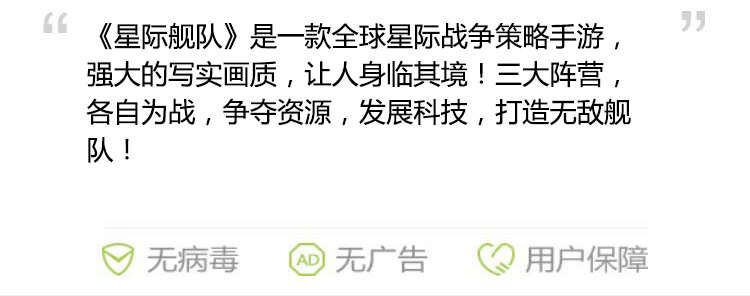 “
《星际舰队》是一款全球星际战争策略手游，
强大的写实画质，让人身临其境！三大阵营，
各自为战，争夺资源，发展科技，打造无敌舰
队！
”
无病毒 AD 无广告 用户保障